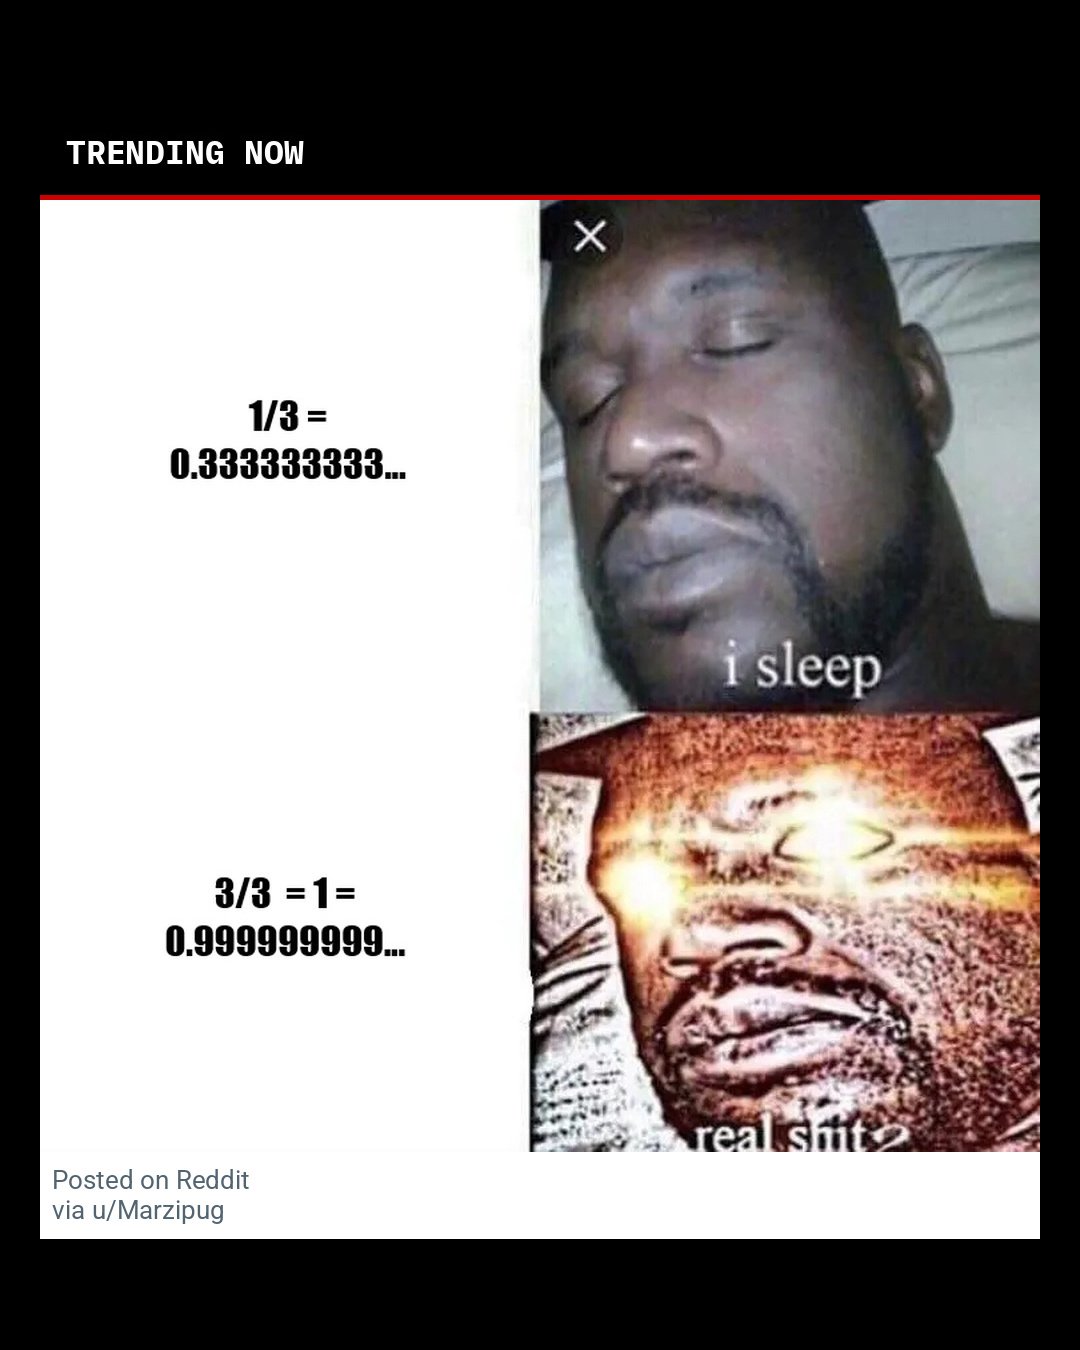 TRENDING NOW
1/3 =
0.333333333...
i sleep
3/3 = 1 =
0.999999999...
real shit?
Posted on Reddit
via u/Marzipug